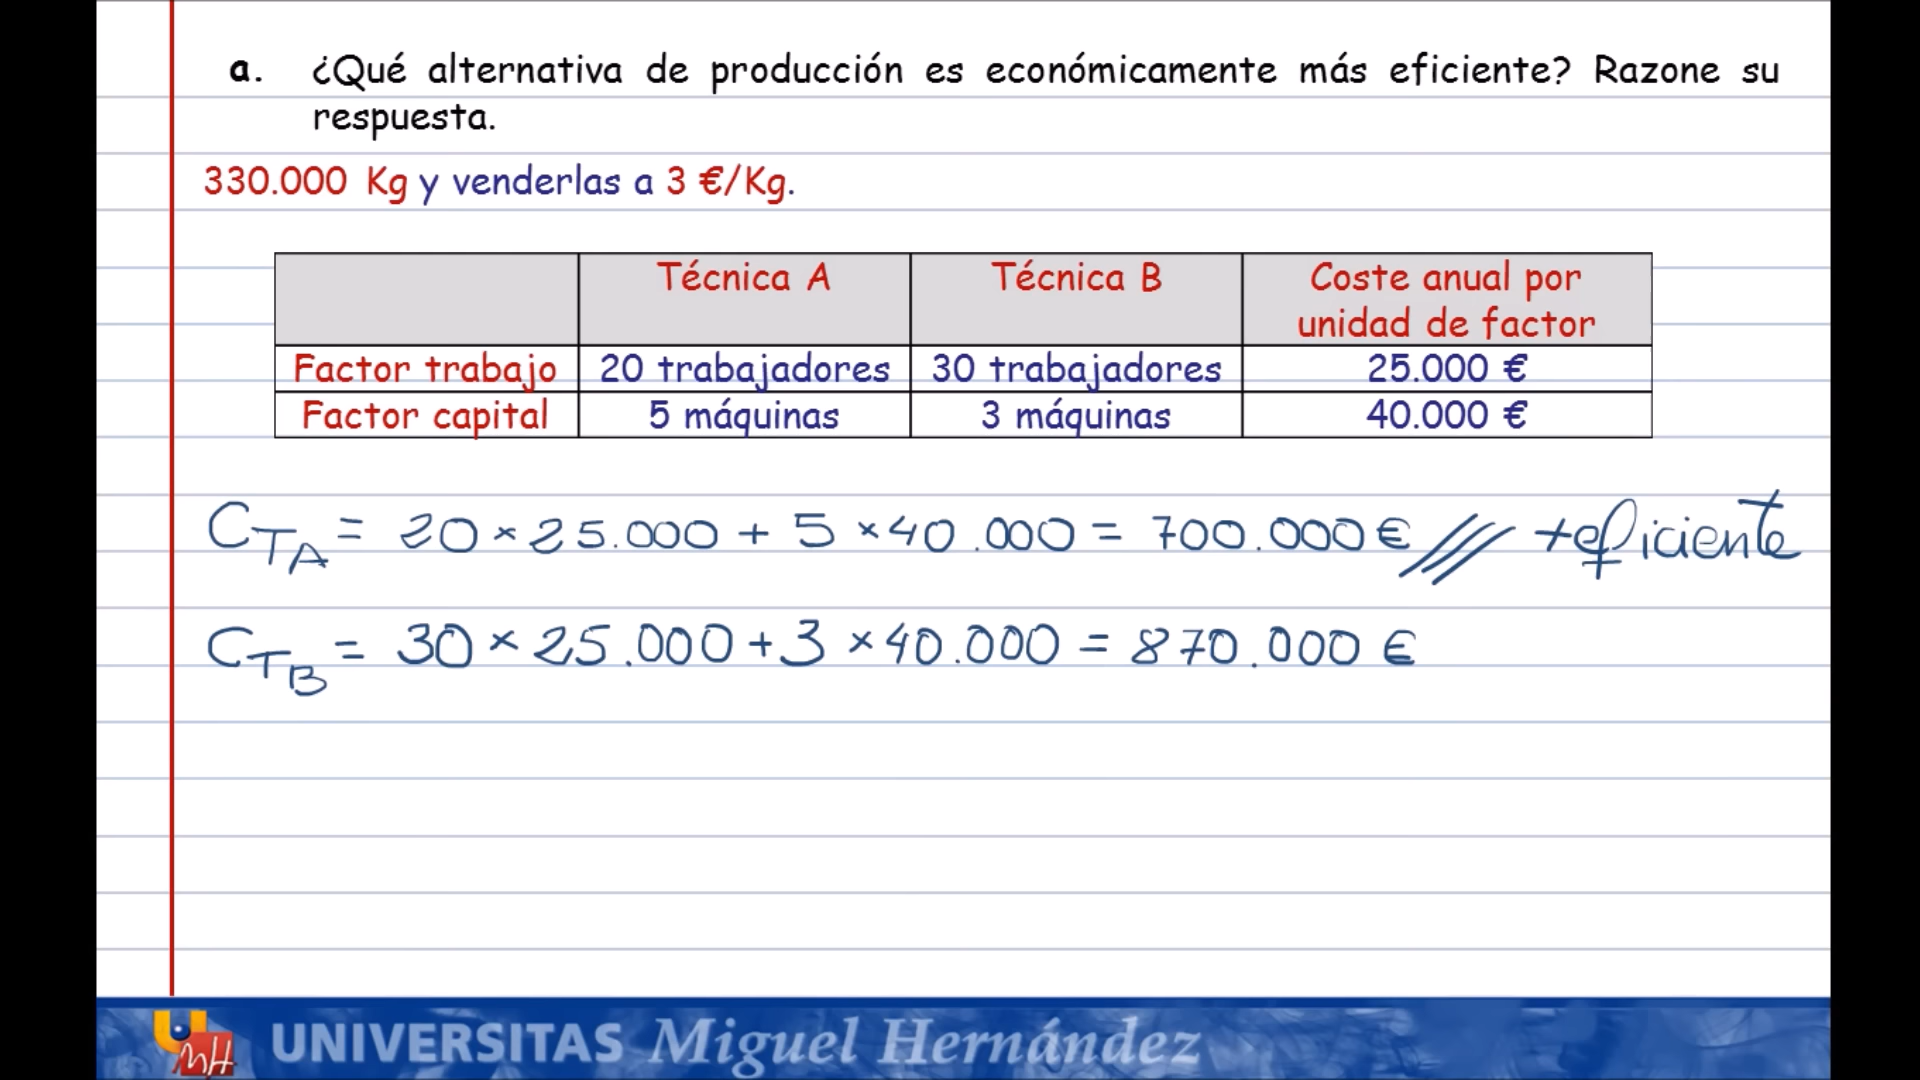 a. ¿Qué alternativa de producción es económicamente más eficiente? Razone su
respuesta.
330.000 Kg y venderlas a 3 €/Kg.
Técnica A Técnica B Coste anual por
unidad de factor
Factor trabajo 20 trabajadores 30 trabajadores 25.000 €
Factor capital 5 máquinas 3 máquinas 40.000 €
CTA = 20 × 25.000 + 5 × 40.000 = 700.000 € /// + eficiente
CTB = 30 × 25.000 + 3 × 40.000 = 870.000 €
UMH UNIVERSITAS Miguel Hernández